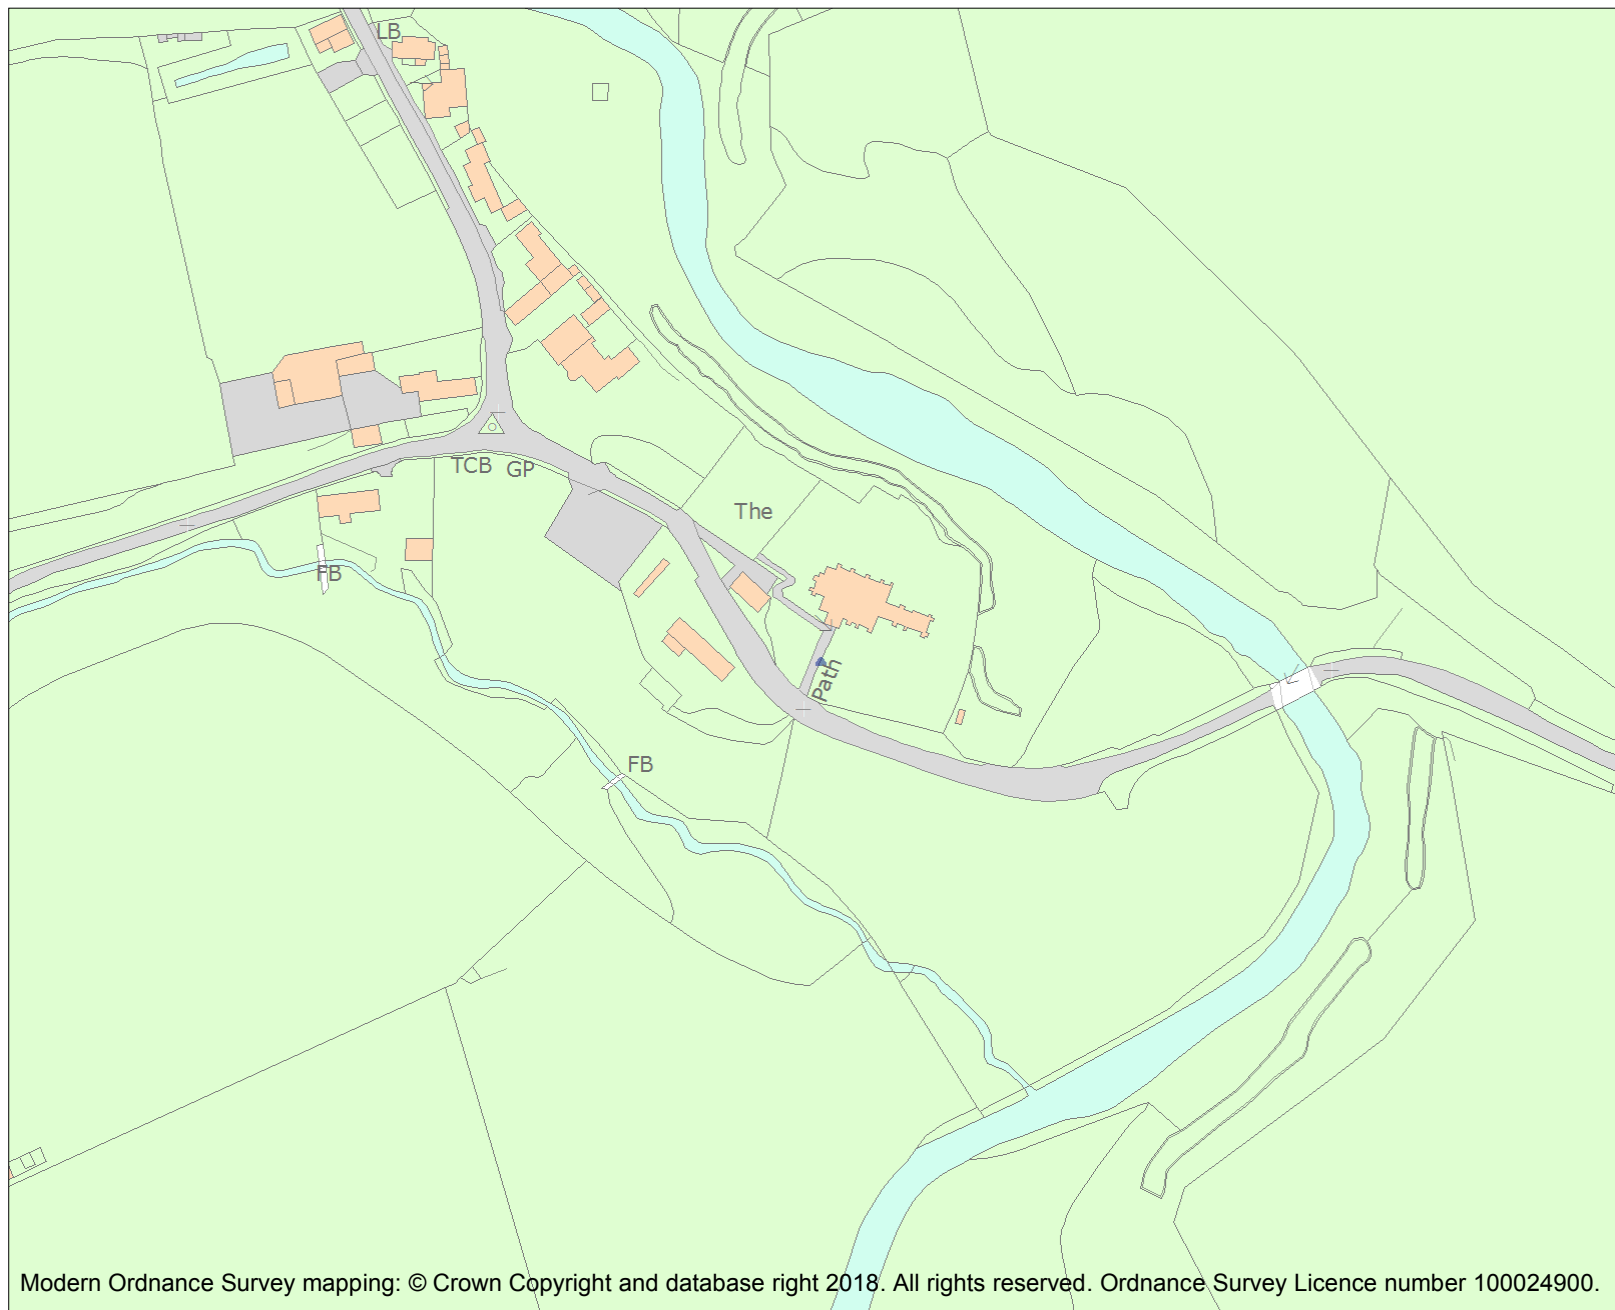 LB
TCB GP
The
FB
Path
FB
Modern Ordnance Survey mapping: © Crown Copyright and database right 2018. All rights reserved. Ordnance Survey Licence number 100024900.